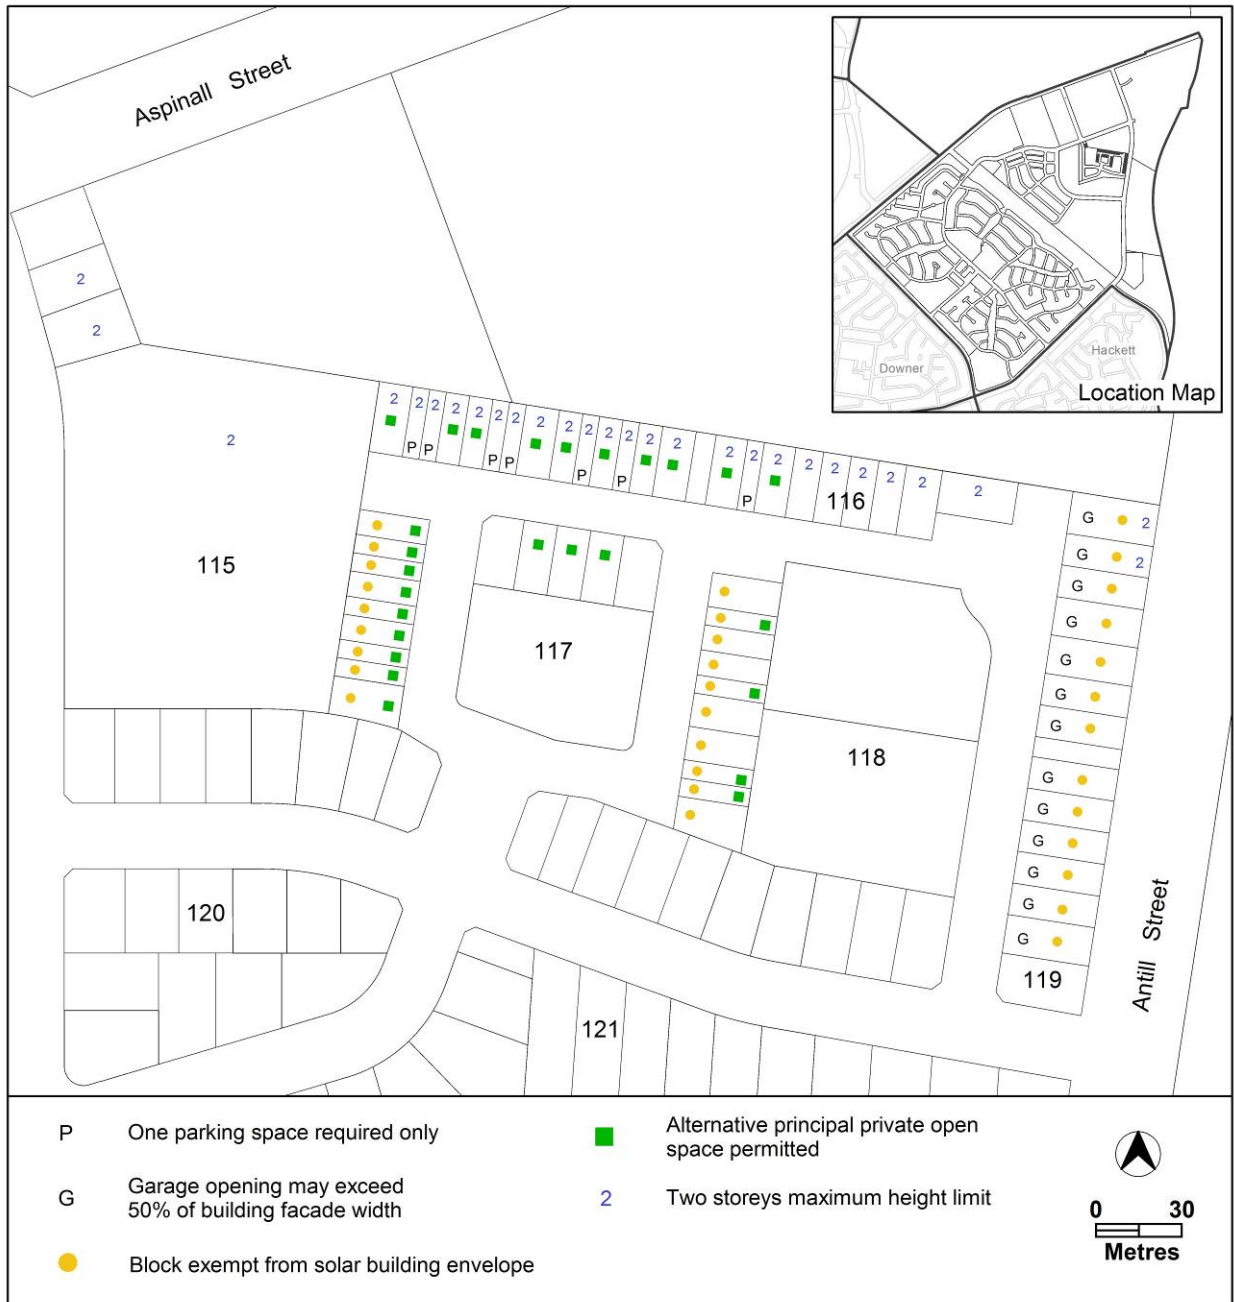 Aspinall Street
Downer
Hackett
Location Map
2
2
2
2 2 2 2 2 2 2 2 2 2 2 2 2 2 2 2 2 2 2 2 2 2
P P P P P P P
116
G 2
G 2
G
G
G
G
G
G
G
G
G
G
G
115
117
118
119
120
121
Antill Street
P One parking space required only
G Garage opening may exceed
50% of building facade width
Block exempt from solar building envelope
Alternative principal private open
space permitted
2 Two storeys maximum height limit
0 30
Metres